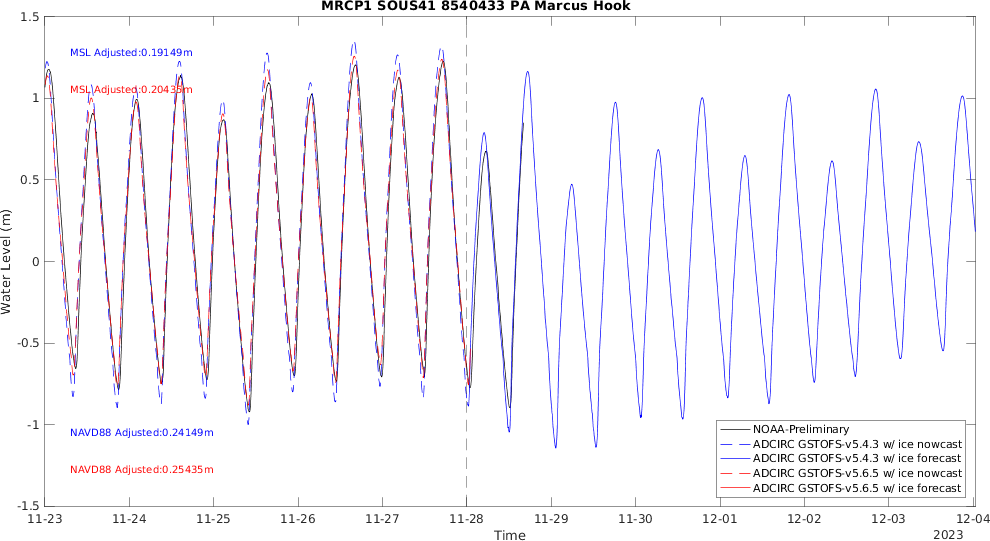 MRCP1 SOUS41 8540433 PA Marcus Hook
1.5
1
0.5
0
-0.5
-1
-1.5
Water Level (m)
MSL Adjusted:0.19149m
MSL Adjusted:0.20435m
NAVD88 Adjusted:0.24149m
NAVD88 Adjusted:0.25435m
NOAA-Preliminary
ADCIRC GSTOFS-v5.4.3 w/ ice nowcast
ADCIRC GSTOFS-v5.4.3 w/ ice forecast
ADCIRC GSTOFS-v5.6.5 w/ ice nowcast
ADCIRC GSTOFS-v5.6.5 w/ ice forecast
11-23 11-24 11-25 11-26 11-27 11-28 11-29 11-30 12-01 12-02 12-03 12-04
Time
2023